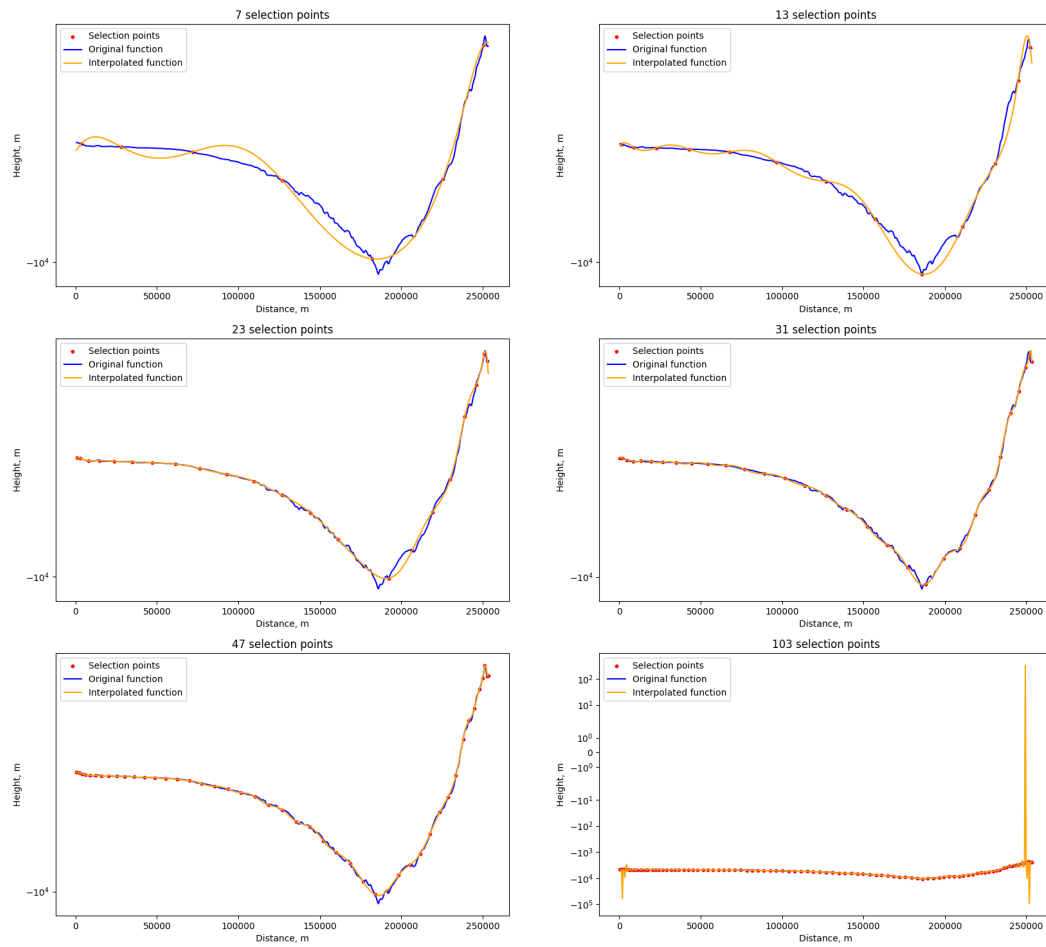 7 selection points
Selection points
Original function
Interpolated function
Height, m
−10⁴
0 50000 100000 150000 200000 250000
Distance, m
13 selection points
Selection points
Original function
Interpolated function
Height, m
−10⁴
0 50000 100000 150000 200000 250000
Distance, m
23 selection points
Selection points
Original function
Interpolated function
Height, m
−10⁴
0 50000 100000 150000 200000 250000
Distance, m
31 selection points
Selection points
Original function
Interpolated function
Height, m
−10⁴
0 50000 100000 150000 200000 250000
Distance, m
47 selection points
Selection points
Original function
Interpolated function
Height, m
−10⁴
0 50000 100000 150000 200000 250000
Distance, m
103 selection points
Selection points
Original function
Interpolated function
Height, m
10²
10¹
10⁰
0
−10⁰
−10¹
−10²
−10³
−10⁴
−10⁵
0 50000 100000 150000 200000 250000
Distance, m